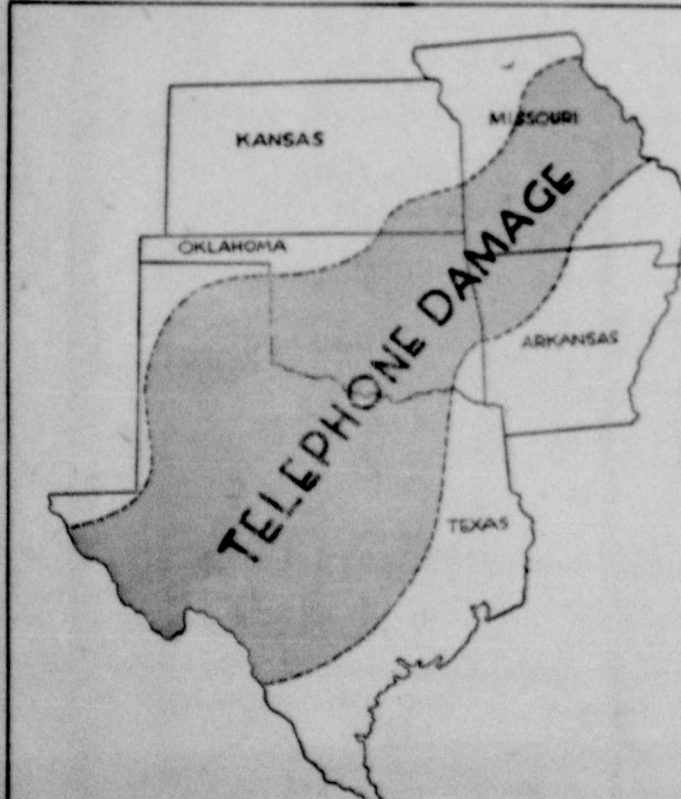 KANSAS
MISSOURI
OKLAHOMA
TELEPHONE DAMAGE
ARKANSAS
TEXAS